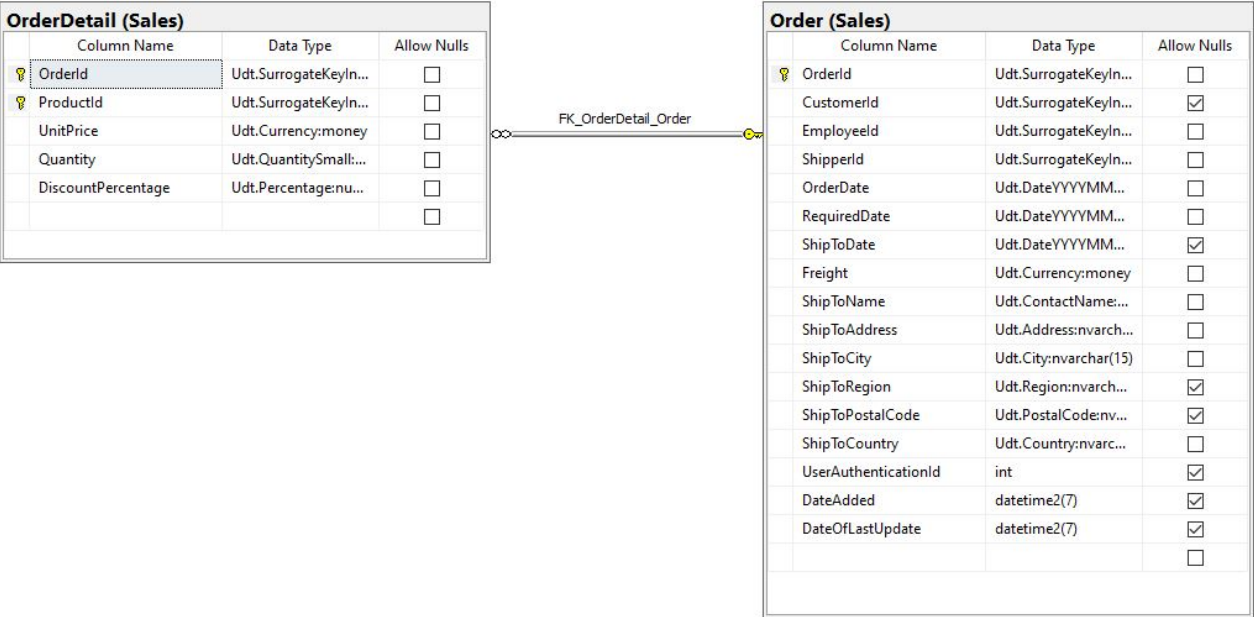 OrderDetail (Sales)
Column Name Data Type Allow Nulls
OrderId Udt.SurrogateKeyIn...
ProductId Udt.SurrogateKeyIn...
UnitPrice Udt.Currency:money
Quantity Udt.QuantitySmall:...
DiscountPercentage Udt.Percentage:nu...
FK_OrderDetail_Order
Order (Sales)
Column Name Data Type Allow Nulls
OrderId Udt.SurrogateKeyIn...
CustomerId Udt.SurrogateKeyIn...
EmployeeId Udt.SurrogateKeyIn...
ShipperId Udt.SurrogateKeyIn...
OrderDate Udt.DateYYYYMM...
RequiredDate Udt.DateYYYYMM...
ShipToDate Udt.DateYYYYMM...
Freight Udt.Currency:money
ShipToName Udt.ContactName:...
ShipToAddress Udt.Address:nvarch...
ShipToCity Udt.City:nvarchar(15)
ShipToRegion Udt.Region:nvarch...
ShipToPostalCode Udt.PostalCode:nv...
ShipToCountry Udt.Country:nvarc...
UserAuthenticationId int
DateAdded datetime2(7)
DateOfLastUpdate datetime2(7)